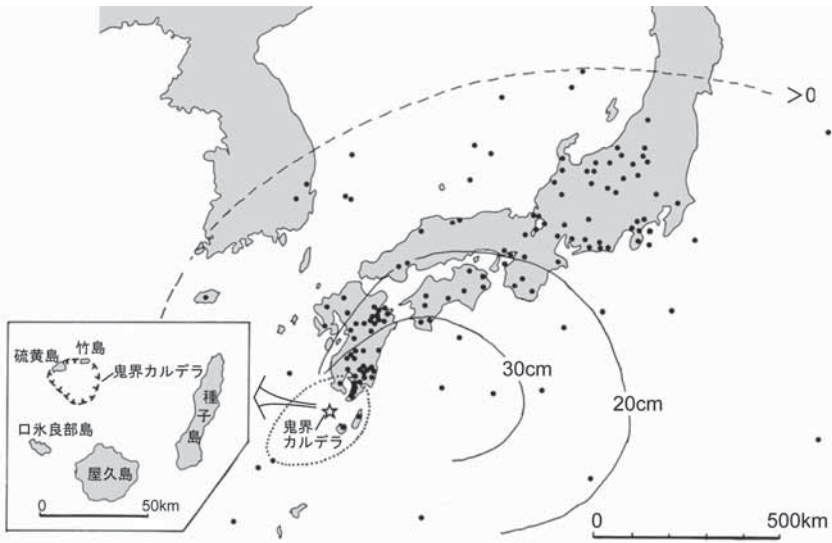 >0
30cm
20cm
鬼界
カルデラ
0 500km
硫黄島
竹島
鬼界カルデラ
種子島
口永良部島
屋久島
0 50km